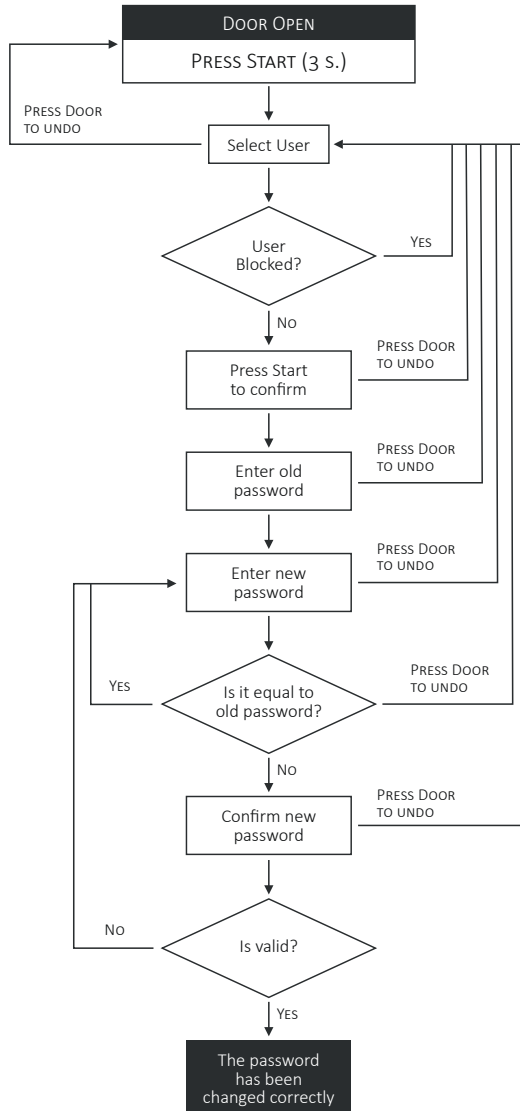 DOOR OPEN
PRESS START (3 S.)
PRESS DOOR
TO UNDO
Select User
User
Blocked?
YES
NO
Press Start
to confirm
PRESS DOOR
TO UNDO
Enter old
password
PRESS DOOR
TO UNDO
Enter new
password
PRESS DOOR
TO UNDO
YES
Is it equal to
old password?
PRESS DOOR
TO UNDO
NO
Confirm new
password
PRESS DOOR
TO UNDO
NO
Is valid?
YES
The password
has been
changed correctly